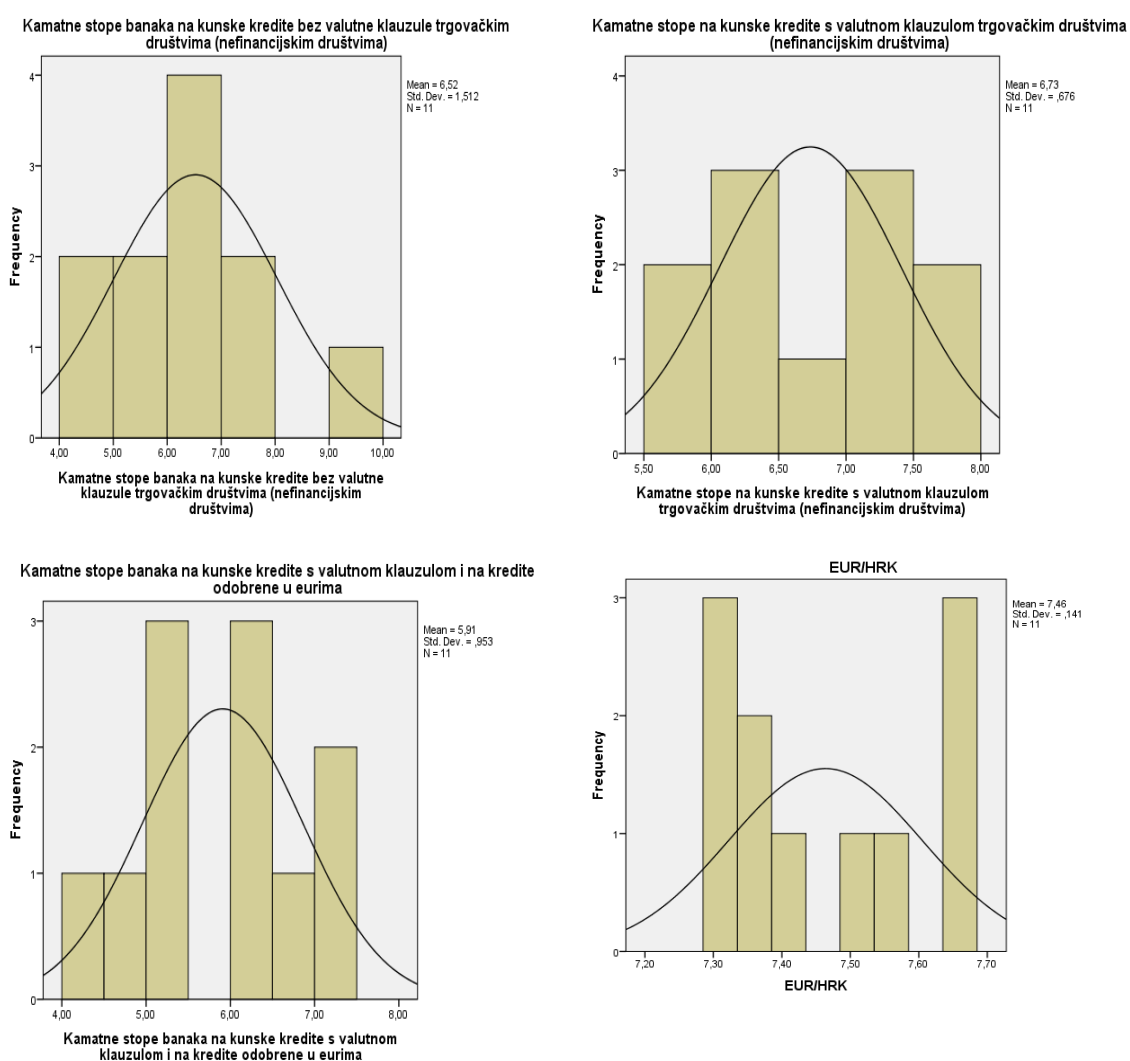 Kamatne stope banaka na kunske kredite bez valutne klauzule trgovačkim
društvima (nefinancijskim društvima)
Mean = 6,52
Std. Dev. = 1,512
N = 11
4
3
2
1
0
Frequency
4,00 5,00 6,00 7,00 8,00 9,00 10,00
Kamatne stope banaka na kunske kredite bez valutne
klauzule trgovačkim društvima (nefinancijskim
društvima)
Kamatne stope na kunske kredite s valutnom klauzulom trgovačkim društvima
(nefinancijskim društvima)
Mean = 6,73
Std. Dev. = ,676
N = 11
4
3
2
1
0
Frequency
5,50 6,00 6,50 7,00 7,50 8,00
Kamatne stope na kunske kredite s valutnom klauzulom
trgovačkim društvima (nefinancijskim društvima)
Kamatne stope banaka na kunske kredite s valutnom klauzulom i na kredite
odobrene u eurima
Mean = 5,91
Std. Dev. = ,953
N = 11
3
2
1
0
Frequency
4,00 5,00 6,00 7,00 8,00
Kamatne stope banaka na kunske kredite s valutnom
klauzulom i na kredite odobrene u eurima
EUR/HRK
Mean = 7,46
Std. Dev. = ,141
N = 11
3
2
1
0
Frequency
7,20 7,30 7,40 7,50 7,60 7,70
EUR/HRK